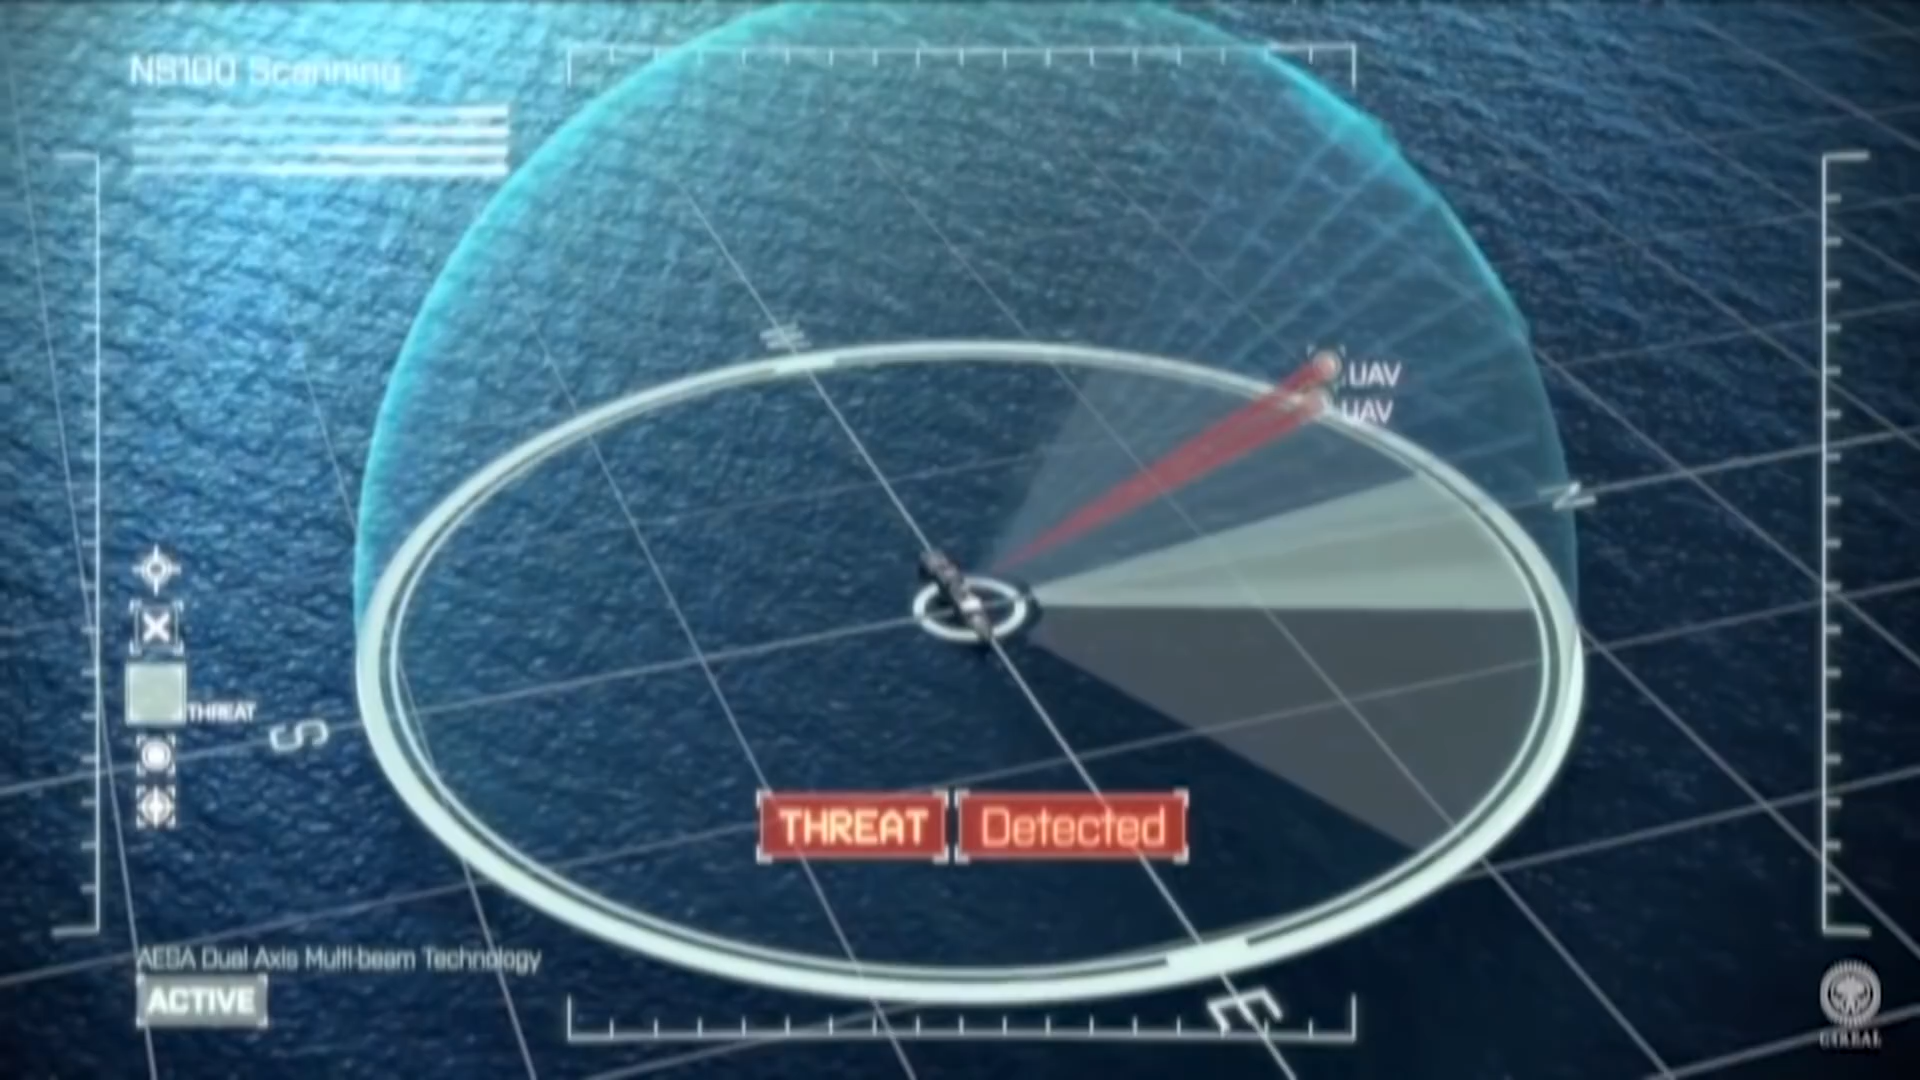 NS100 Scanning
UAV
UAV
N
THREAT
S
THREAT Detected
AESA Dual Axis Multi-beam Technology
ACTIVE
E